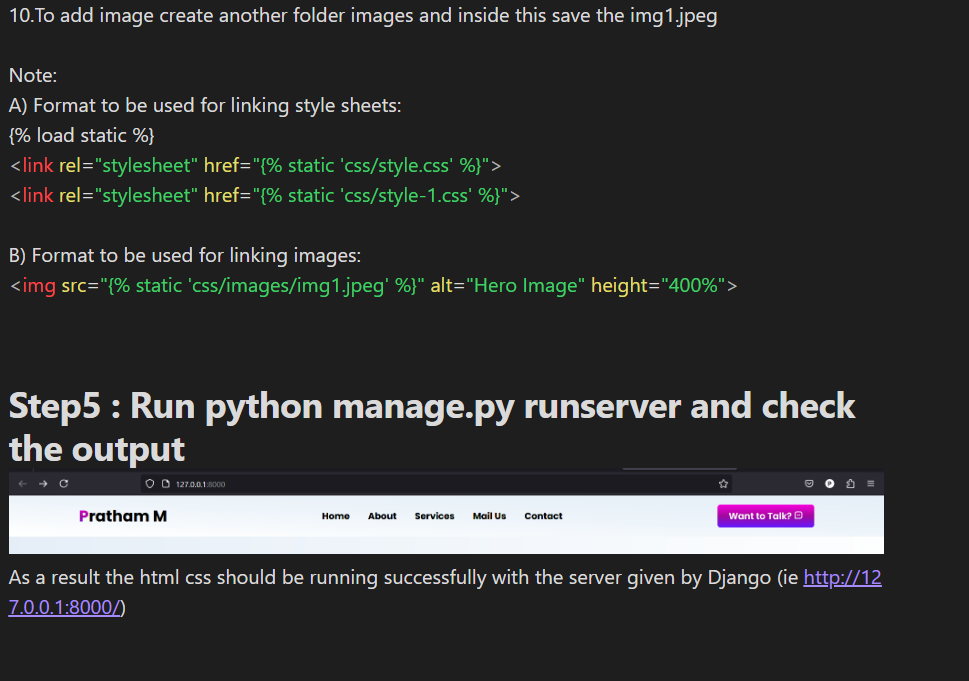 10.To add image create another folder images and inside this save the img1.jpeg
Note:
A) Format to be used for linking style sheets:
{% load static %}
<link rel="stylesheet" href="{% static 'css/style.css' %}">
<link rel="stylesheet" href="{% static 'css/style-1.css' %}">
B) Format to be used for linking images:
<img src="{% static 'css/images/img1.jpeg' %}" alt="Hero Image" height="400%">
Step5 : Run python manage.py runserver and check
the output
127.0.0.1:8000
Pratham M Home About Services Mail Us Contact Want to Talk?
As a result the html css should be running successfully with the server given by Django (ie http://12
7.0.0.1:8000/)